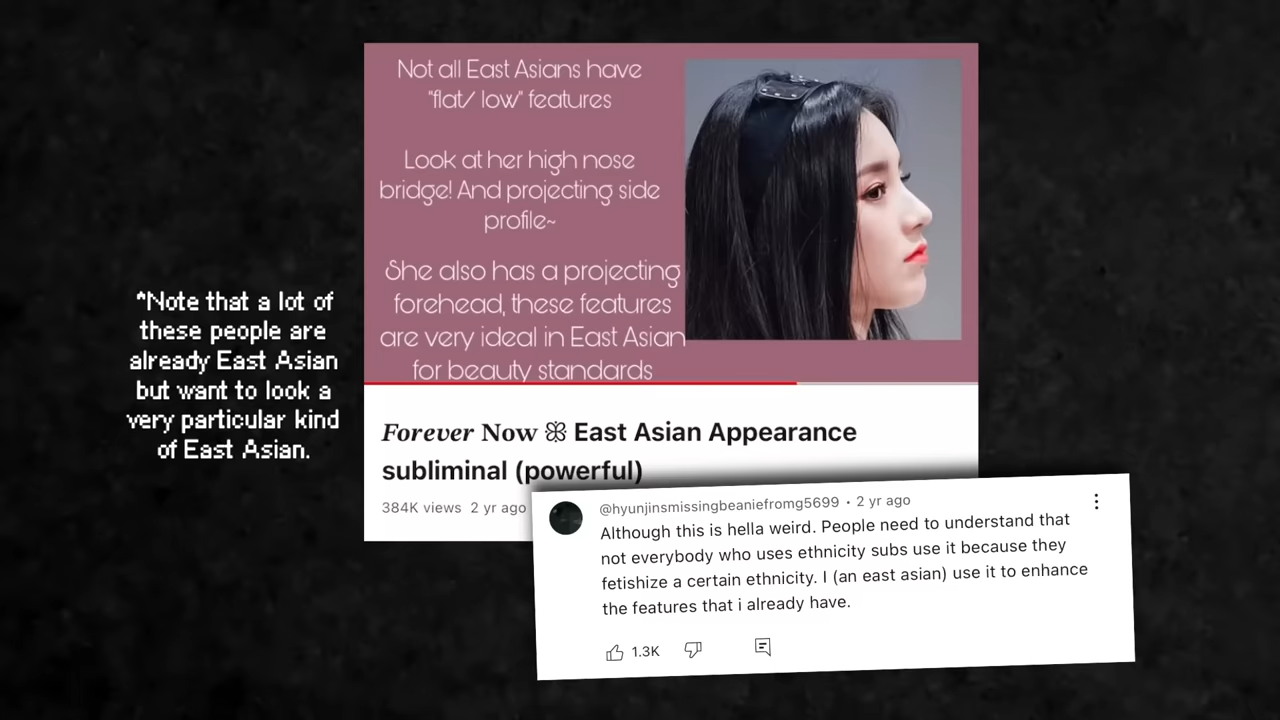 *Note that a lot of
these people are
already East Asian
but want to look a
very particular kind
of East Asian.
Not all East Asians have
"flat/ low" features
Look at her high nose
bridge! And projecting side
profile~
She also has a projecting
forehead, these features
are very ideal in East Asian
for beauty standards
Forever Now ꕥ East Asian Appearance
subliminal (powerful)
384K views 2 yr ago
@hyunjinsmissingbeaniefromg5699 · 2 yr ago
Although this is hella weird. People need to understand that
not everybody who uses ethnicity subs use it because they
fetishize a certain ethnicity. I (an east asian) use it to enhance
the features that i already have.
1.3K